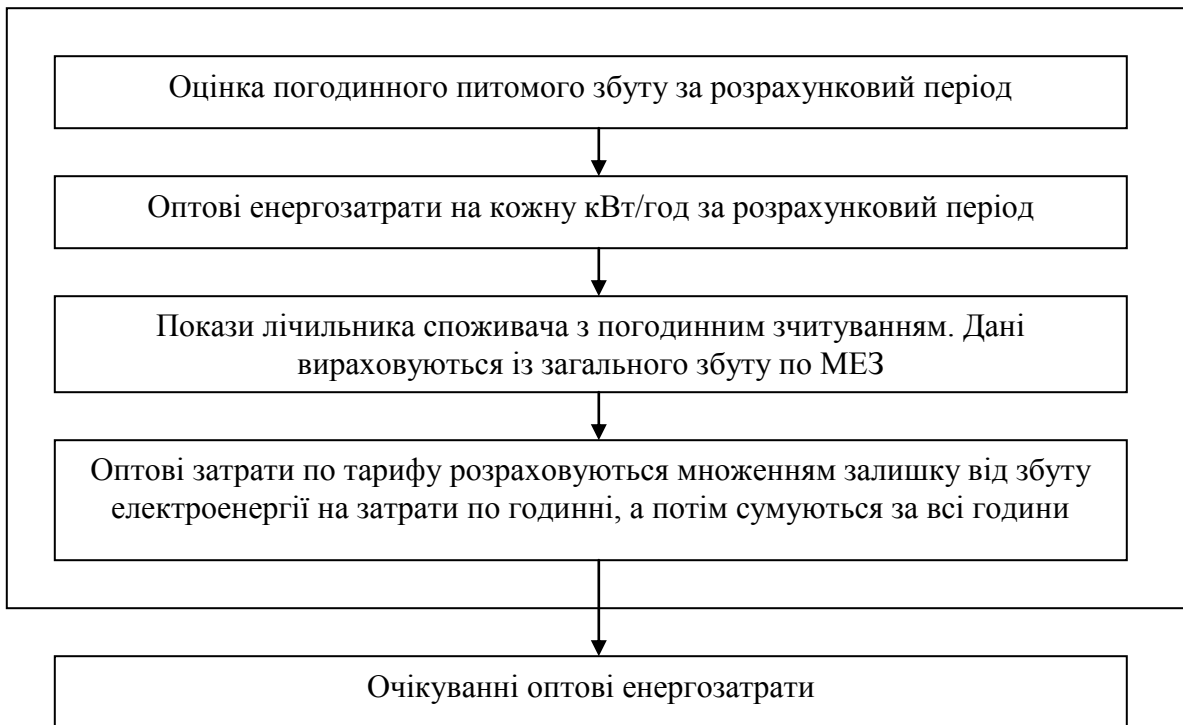 Оцінка погодинного питомого збуту за розрахунковий період
Оптові енергозатрати на кожну кВт/год за розрахунковий період
Покази лічильника споживача з погодинним зчитуванням. Дані
вираховуються із загального збуту по МЕЗ
Оптові затрати по тарифу розраховуються множенням залишку від збуту
електроенергії на затрати по годинні, а потім сумуються за всі години
Очікуванні оптові енергозатрати